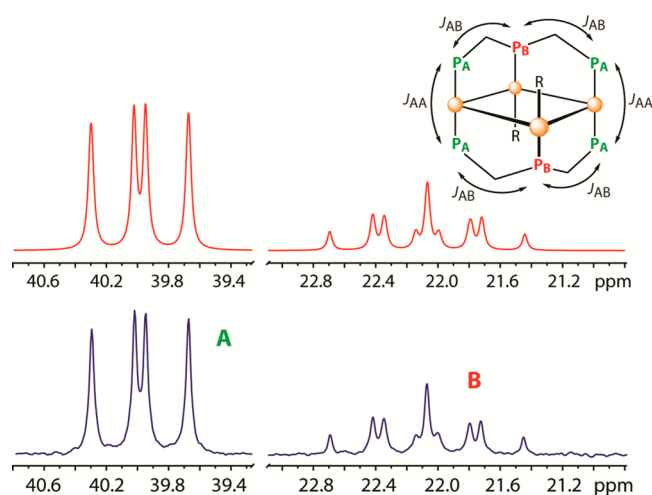 J_AB J_AB
P_B
P_A P_A
J_AA R J_AA
R
P_A P_A
P_B
J_AB J_AB
40.6 40.2 39.8 39.4 22.8 22.4 22.0 21.6 21.2 ppm
A B
40.6 40.2 39.8 39.4 22.8 22.4 22.0 21.6 21.2 ppm